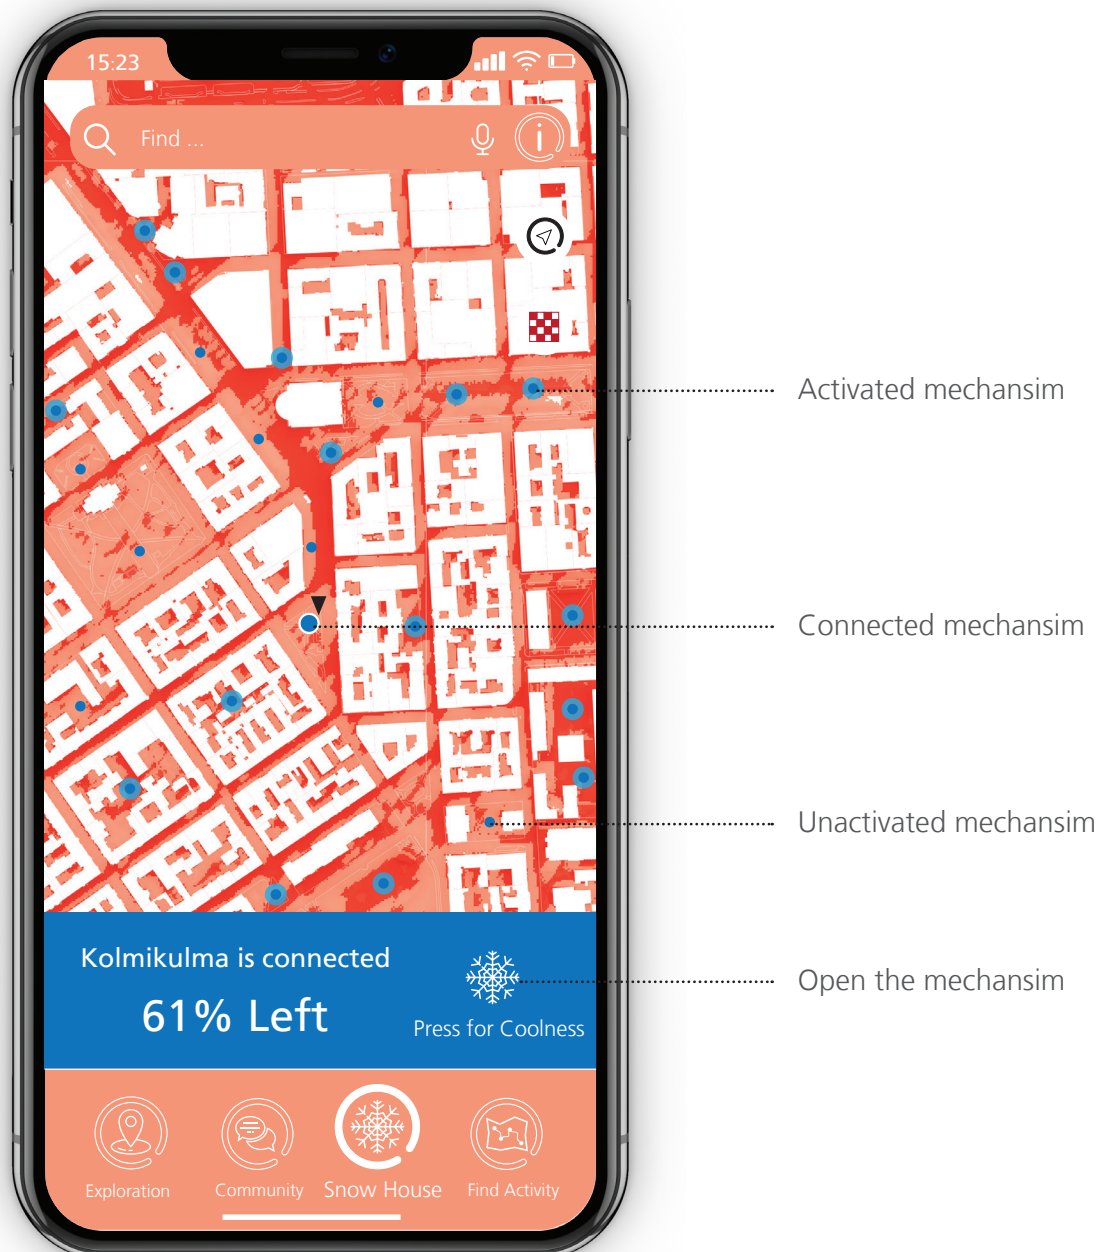 15:23
Find ...
Activated mechansim
Connected mechansim
Unactivated mechansim
Kolmikulma is connected
61% Left
Press for Coolness
Open the mechansim
Exploration
Community
Snow House
Find Activity